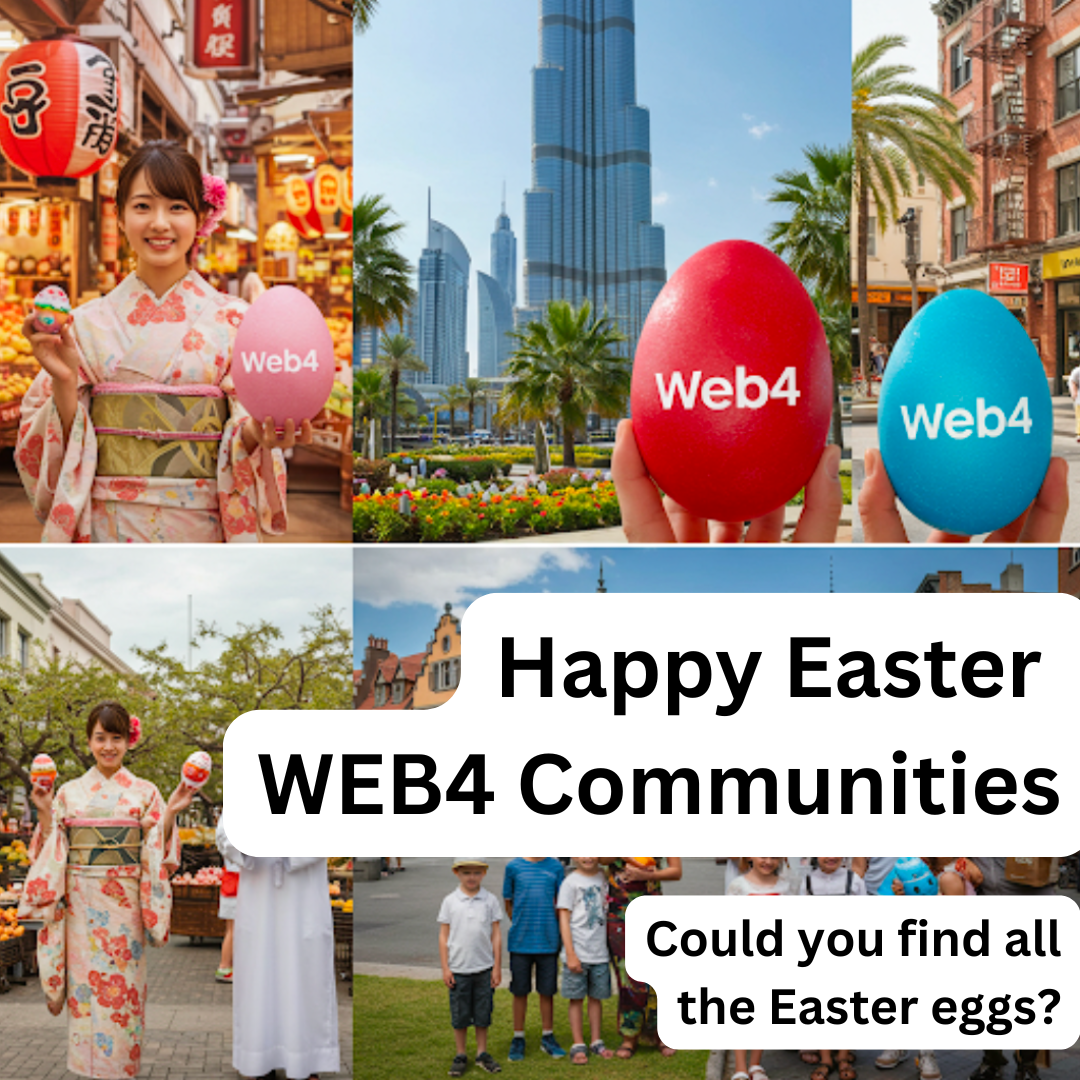 Web4
Web4
Web4
Happy Easter
WEB4 Communities
Could you find all
the Easter eggs?